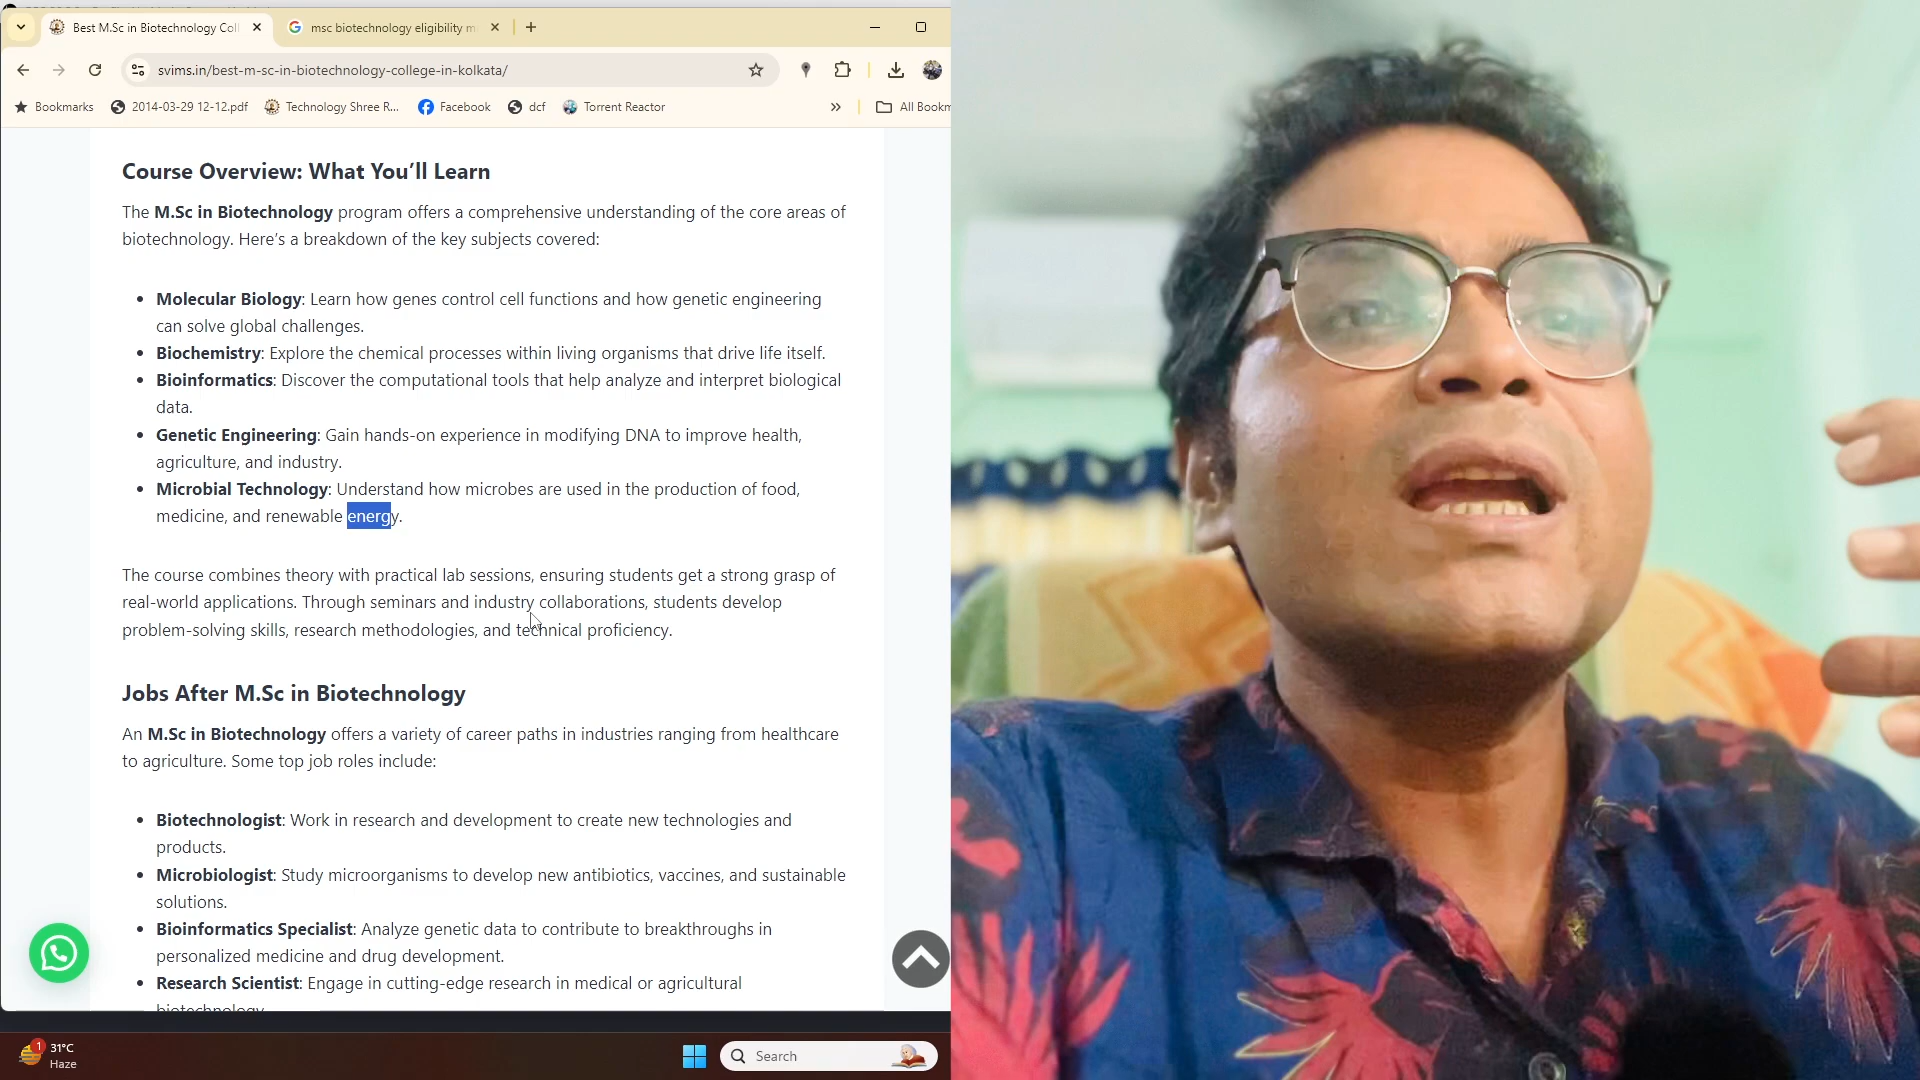 Best M.Sc in Biotechnology Coll
msc biotechnology eligibility m
svims.in/best-m-sc-in-biotechnology-college-in-kolkata/
Bookmarks
2014-03-29 12-12.pdf
Technology Shree R...
Facebook
dcf
Torrent Reactor
All Bookm
Course Overview: What You’ll Learn
The M.Sc in Biotechnology program offers a comprehensive understanding of the core areas of
biotechnology. Here’s a breakdown of the key subjects covered:
• Molecular Biology: Learn how genes control cell functions and how genetic engineering
can solve global challenges.
• Biochemistry: Explore the chemical processes within living organisms that drive life itself.
• Bioinformatics: Discover the computational tools that help analyze and interpret biological
data.
• Genetic Engineering: Gain hands-on experience in modifying DNA to improve health,
agriculture, and industry.
• Microbial Technology: Understand how microbes are used in the production of food,
medicine, and renewable energy.
The course combines theory with practical lab sessions, ensuring students get a strong grasp of
real-world applications. Through seminars and industry collaborations, students develop
problem-solving skills, research methodologies, and technical proficiency.
Jobs After M.Sc in Biotechnology
An M.Sc in Biotechnology offers a variety of career paths in industries ranging from healthcare
to agriculture. Some top job roles include:
• Biotechnologist: Work in research and development to create new technologies and
products.
• Microbiologist: Study microorganisms to develop new antibiotics, vaccines, and sustainable
solutions.
• Bioinformatics Specialist: Analyze genetic data to contribute to breakthroughs in
personalized medicine and drug development.
• Research Scientist: Engage in cutting-edge research in medical or agricultural
biotechnology.
1
31°C
Haze
Search